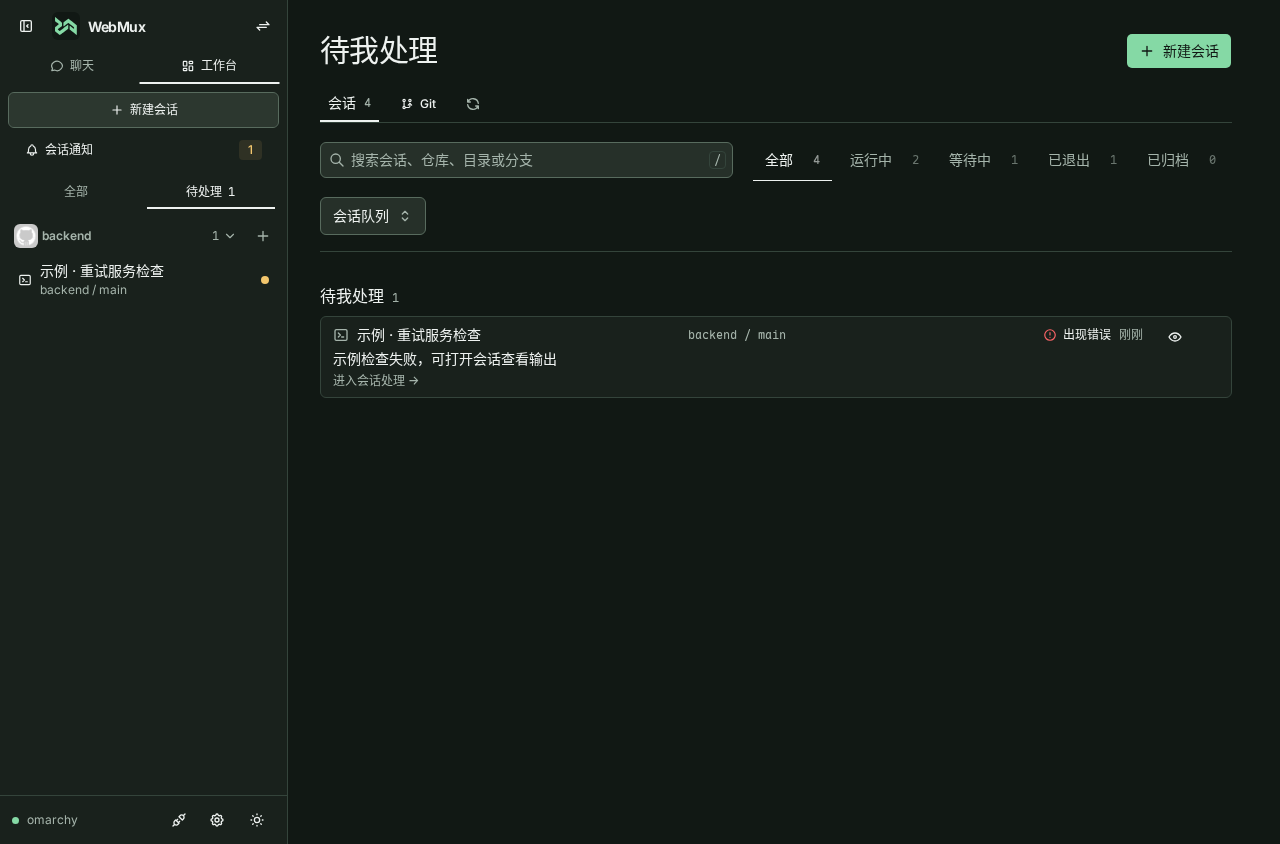 WebMux
聊天
工作台
新建会话
会话通知 1
全部
待处理 1
backend 1
示例 · 重试服务检查
backend / main
omarchy
待我处理
新建会话
会话 4
Git
搜索会话、仓库、目录或分支 /
全部 4
运行中 2
等待中 1
已退出 1
已归档 0
会话队列
待我处理 1
示例 · 重试服务检查 backend / main 出现错误 刚刚
示例检查失败，可打开会话查看输出
进入会话处理 →